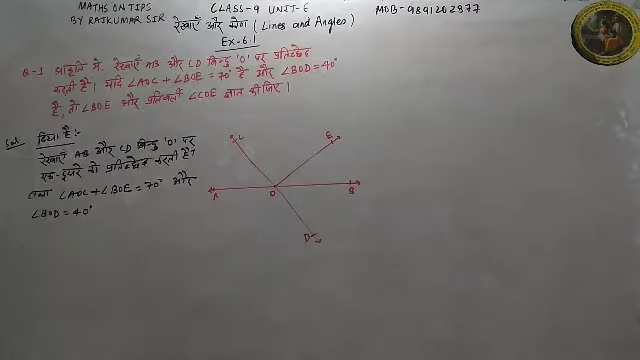 MATHS ON TIPS CLASS-9 UNIT-6 MOB-9891202877
BY RAJKUMAR SIR रेखाएँ और कोण (Lines and Angles)
Ex-6.1
Q-1 आकृति में, रेखाएँ AB और CD बिन्दु 'O' पर प्रतिच्छेद
करती हैं। यदि ∠AOC + ∠BOE = 70° है और ∠BOD = 40°
है, तो ∠BOE और प्रतिवर्ती ∠COE ज्ञात कीजिए।
Sol दिया है:-
रेखाएँ AB और CD बिन्दु 'O' पर
एक-दूसरे को प्रतिच्छेद करती हैं
तथा ∠AOC + ∠BOE = 70° और
∠BOD = 40°
C
E
A
O
B
D